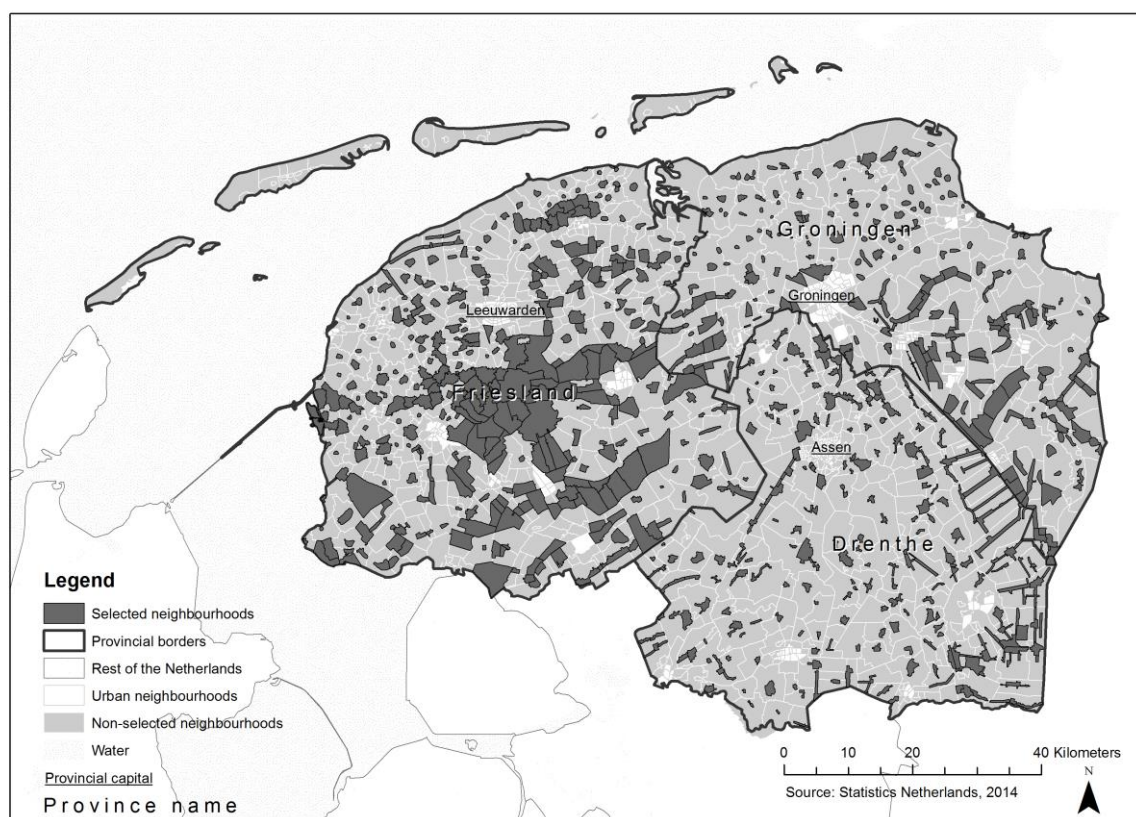 Groningen
Groningen
Leeuwarden
Friesland
Assen
Drenthe
Legend
Selected neighbourhoods
Provincial borders
Rest of the Netherlands
Urban neighbourhoods
Non-selected neighbourhoods
Water
Provincial capital
Province name
0 10 20 40 Kilometers
Source: Statistics Netherlands, 2014
N